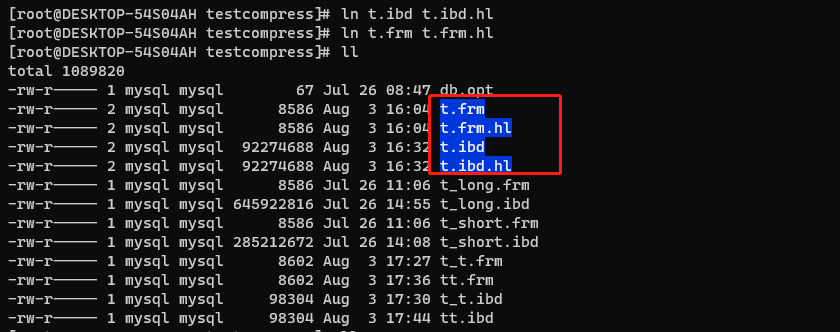 [root@DESKTOP-54S04AH testcompress]# ln t.ibd t.ibd.hl
[root@DESKTOP-54S04AH testcompress]# ln t.frm t.frm.hl
[root@DESKTOP-54S04AH testcompress]# ll
total 1089820
-rw-r----- 1 mysql mysql        67 Jul 26 08:47 db.opt
-rw-r----- 2 mysql mysql      8586 Aug  3 16:04 t.frm
-rw-r----- 2 mysql mysql      8586 Aug  3 16:04 t.frm.hl
-rw-r----- 2 mysql mysql  92274688 Aug  3 16:32 t.ibd
-rw-r----- 2 mysql mysql  92274688 Aug  3 16:32 t.ibd.hl
-rw-r----- 1 mysql mysql      8586 Jul 26 11:06 t_long.frm
-rw-r----- 1 mysql mysql 645922816 Jul 26 14:55 t_long.ibd
-rw-r----- 1 mysql mysql      8586 Jul 26 11:06 t_short.frm
-rw-r----- 1 mysql mysql 285212672 Jul 26 14:08 t_short.ibd
-rw-r----- 1 mysql mysql      8602 Aug  3 17:27 t_t.frm
-rw-r----- 1 mysql mysql      8602 Aug  3 17:36 tt.frm
-rw-r----- 1 mysql mysql     98304 Aug  3 17:30 t_t.ibd
-rw-r----- 1 mysql mysql     98304 Aug  3 17:44 tt.ibd